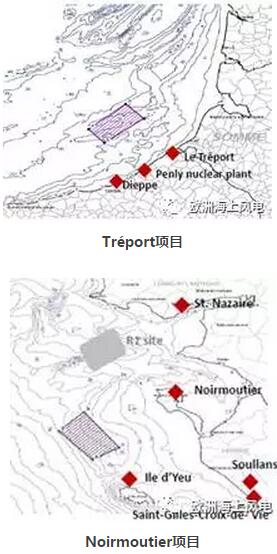 SOMME
Le Tréport
Penly nuclear plant
Dieppe
欧洲海上风电
Tréport项目
St. Nazaire
R1 site
Noirmoutier
Soullans
Ile d'Yeu
欧洲海上风电
Saint-Gilles-Croix-de-Vie
Noirmoutier项目